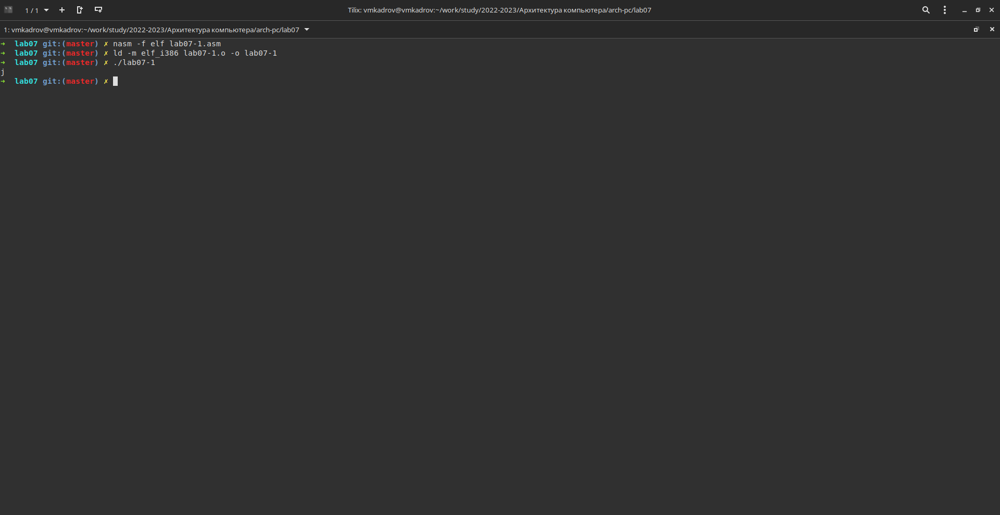 1 / 1
Tilix: vmkadrov@vmkadrov:~/work/study/2022-2023/Архитектура компьютера/arch-pc/lab07
1: vmkadrov@vmkadrov:~/work/study/2022-2023/Архитектура компьютера/arch-pc/lab07
➜  lab07 git:(master) ✗ nasm -f elf lab07-1.asm
➜  lab07 git:(master) ✗ ld -m elf_i386 lab07-1.o -o lab07-1
➜  lab07 git:(master) ✗ ./lab07-1
j
➜  lab07 git:(master) ✗